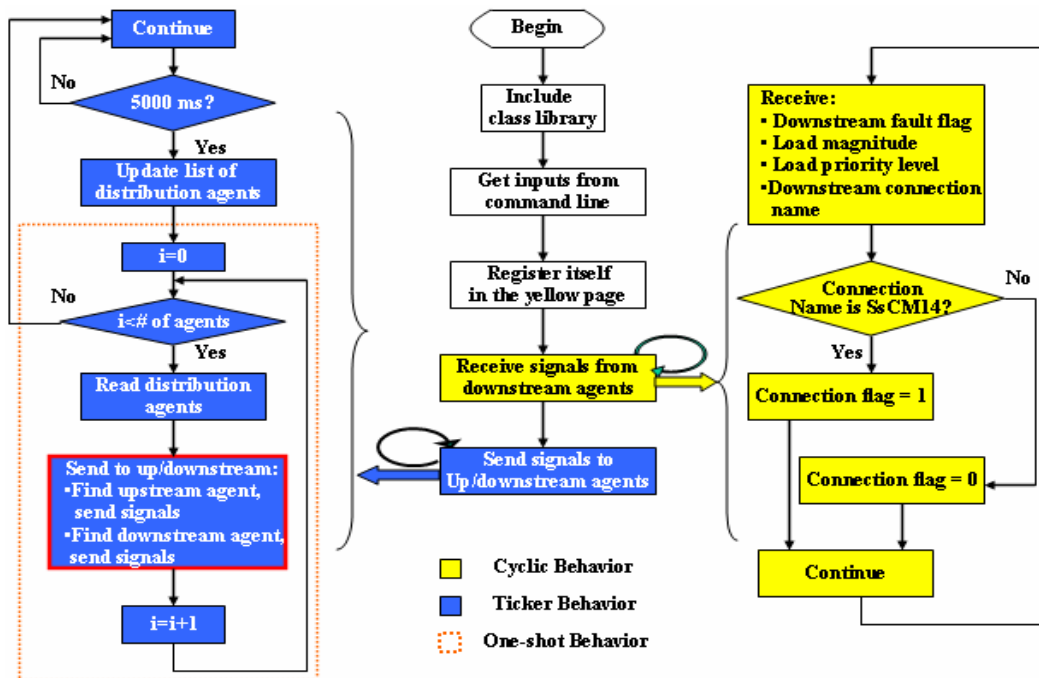 Continue
No
5000 ms?
Yes
Update list of
distribution agents
i=0
No
i<# of agents
Yes
Read distribution
agents
Send to up/downstream:
▪Find upstream agent,
send signals
▪Find downstream agent,
send signals
i=i+1
Begin
Include
class library
Get inputs from
command line
Register itself
in the yellow page
Receive signals from
downstream agents
Send signals to
Up/downstream agents
Cyclic Behavior
Ticker Behavior
One-shot Behavior
Receive:
▪ Downstream fault flag
▪ Load magnitude
▪ Load priority level
▪Downstream connection
name
No
Connection
Name is SsCM14?
Yes
Connection flag = 1
Connection flag = 0
Continue